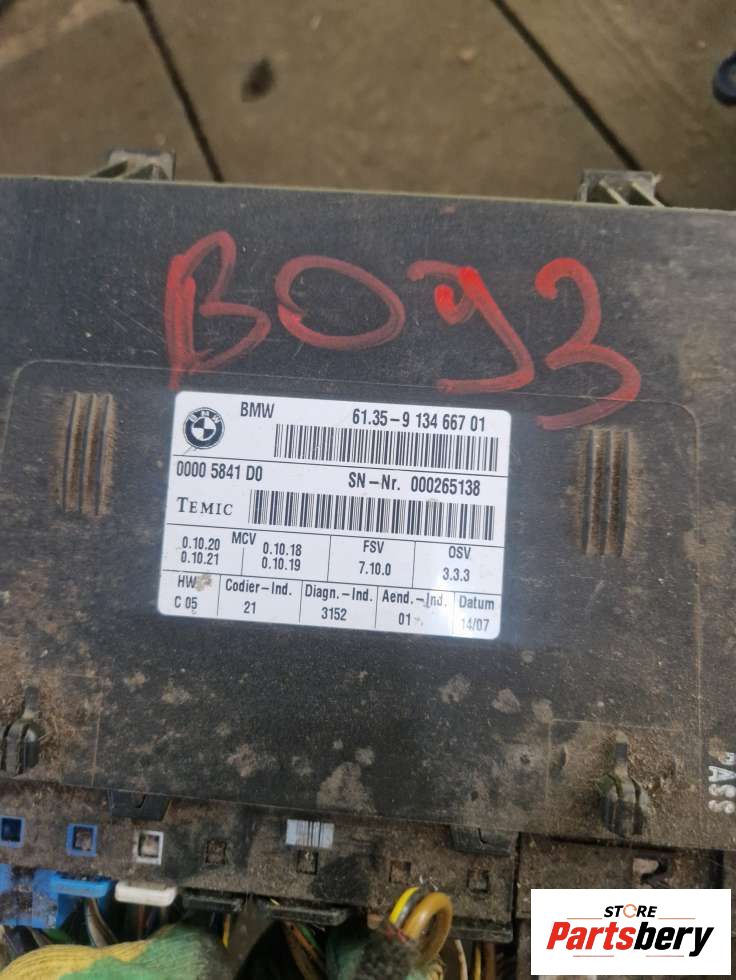 B093
BMW 61.35-9 134 667 01
0000 5841 D0 SN-Nr. 000265138
TEMIC
0.10.20 MCV 0.10.18 FSV OSV
0.10.21 0.10.19 7.10.0 3.3.3
HW Codier-Ind. Diagn.-Ind. Aend.-Ind. Datum
C 05 21 3152 01 14/07
PASS
STORE
Partsbery